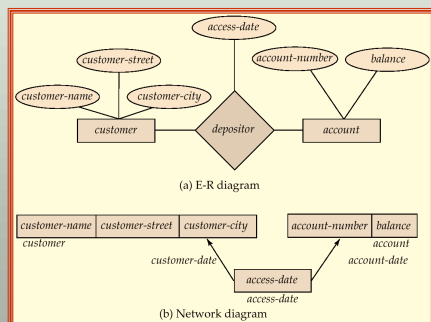 access-date
customer-street
account-number balance
customer-name customer-city
customer depositor account
(a) E-R diagram
customer-name customer-street customer-city account-number balance
customer account
customer-date account-date
access-date
access-date
(b) Network diagram